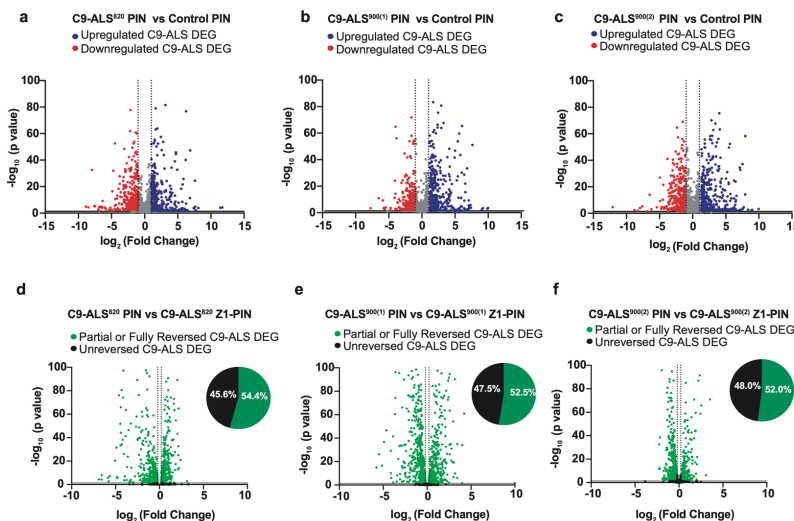 a
C9-ALS⁸²⁰ PIN vs Control PIN
Upregulated C9-ALS DEG
Downregulated C9-ALS DEG
100
80
60
40
20
0
-log₁₀ (p value)
-15 -10 -5 0 5 10 15
log₂ (Fold Change)
b
C9-ALS⁹⁰⁰⁽¹⁾ PIN vs Control PIN
Upregulated C9-ALS DEG
Downregulated C9-ALS DEG
100
80
60
40
20
0
-log₁₀ (p value)
-15 -10 -5 0 5 10 15
log₂ (Fold Change)
c
C9-ALS⁹⁰⁰⁽²⁾ PIN vs Control PIN
Upregulated C9-ALS DEG
Downregulated C9-ALS DEG
100
80
60
40
20
0
-log₁₀ (p value)
-15 -10 -5 0 5 10 15
log₂ (Fold Change)
d
C9-ALS⁸²⁰ PIN vs C9-ALS⁸²⁰ Z1-PIN
Partial or Fully Reversed C9-ALS DEG
Unreversed C9-ALS DEG
45.6% 54.4%
100
80
60
40
20
0
-log₁₀ (p value)
-10 -5 0 5 10
log₂ (Fold Change)
e
C9-ALS⁹⁰⁰⁽¹⁾ PIN vs C9-ALS⁹⁰⁰⁽¹⁾ Z1-PIN
Partial or Fully Reversed C9-ALS DEG
Unreversed C9-ALS DEG
47.5% 52.5%
100
80
60
40
20
0
-log₁₀ (p value)
-10 -5 0 5 10
log₂ (Fold Change)
f
C9-ALS⁹⁰⁰⁽²⁾ PIN vs C9-ALS⁹⁰⁰⁽²⁾ Z1-PIN
Partial or Fully Reversed C9-ALS DEG
Unreversed C9-ALS DEG
48.0% 52.0%
100
80
60
40
20
0
-log₁₀ (p value)
-10 -5 0 5 10
log₂ (Fold Change)